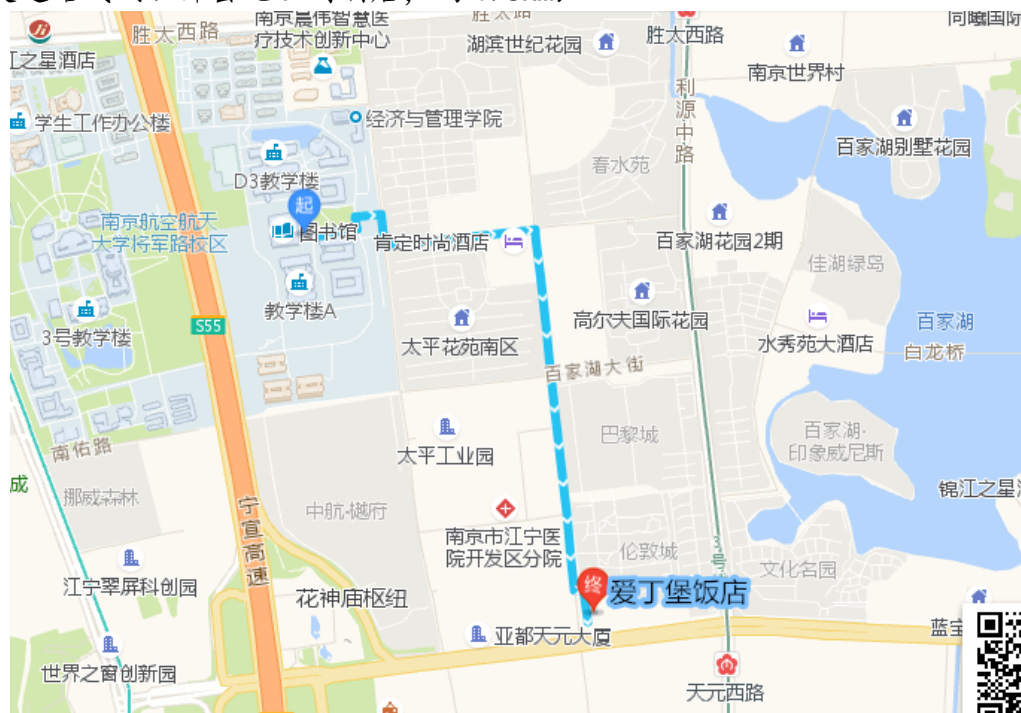 胜太西路
南京晨伟智慧医
疗技术创新中心
胜太路
湖滨世纪花园
胜太西路
同曦国际
南京世界村
江之星酒店
利源中路
学生工作办公楼
经济与管理学院
百家湖别墅花园
春水苑
D3教学楼
起
南京航空航天
大学将军路校区
图书馆
肯定时尚酒店
百家湖花园2期
佳湖绿岛
教学楼A
3号教学楼
S55
太平花苑南区
高尔夫国际花园
水秀苑大酒店
百家湖
白龙桥
百家湖大街
南佑路
太平工业园
巴黎城
百家湖·
印象威尼斯
成
挪威森林
中航·樾府
锦江之星
宁宣高速
南京市江宁医
院开发区分院
伦敦城
3号
文化名园
江宁翠屏科创园
花神庙枢纽
终
爱丁堡饭店
亚都天元大厦
蓝宝
世界之窗创新园
天元西路